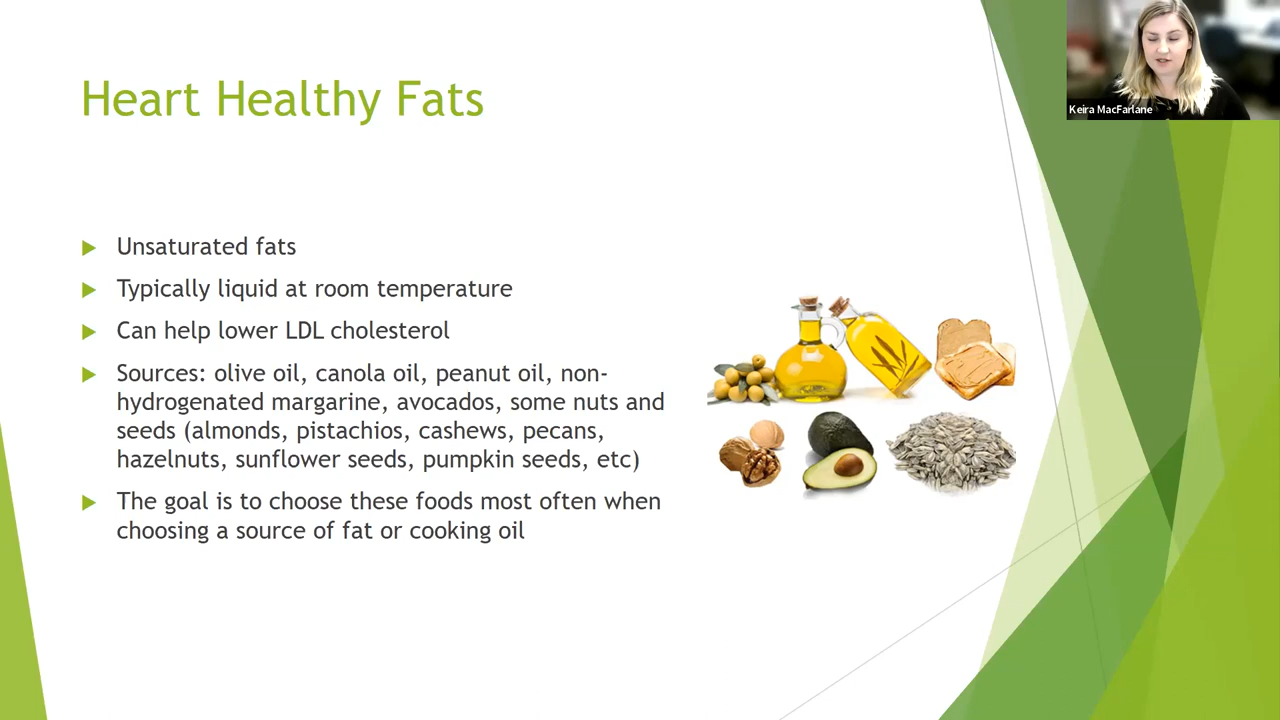 Heart Healthy Fats
Keira MacFarlane
Unsaturated fats
Typically liquid at room temperature
Can help lower LDL cholesterol
Sources: olive oil, canola oil, peanut oil, non-
hydrogenated margarine, avocados, some nuts and
seeds (almonds, pistachios, cashews, pecans,
hazelnuts, sunflower seeds, pumpkin seeds, etc)
The goal is to choose these foods most often when
choosing a source of fat or cooking oil